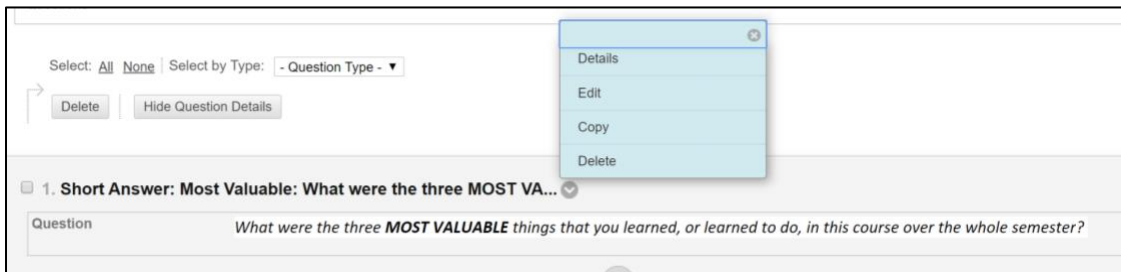 Select: All None Select by Type: - Question Type -
Delete Hide Question Details
Details
Edit
Copy
Delete
1. Short Answer: Most Valuable: What were the three MOST VA...
Question What were the three MOST VALUABLE things that you learned, or learned to do, in this course over the whole semester?